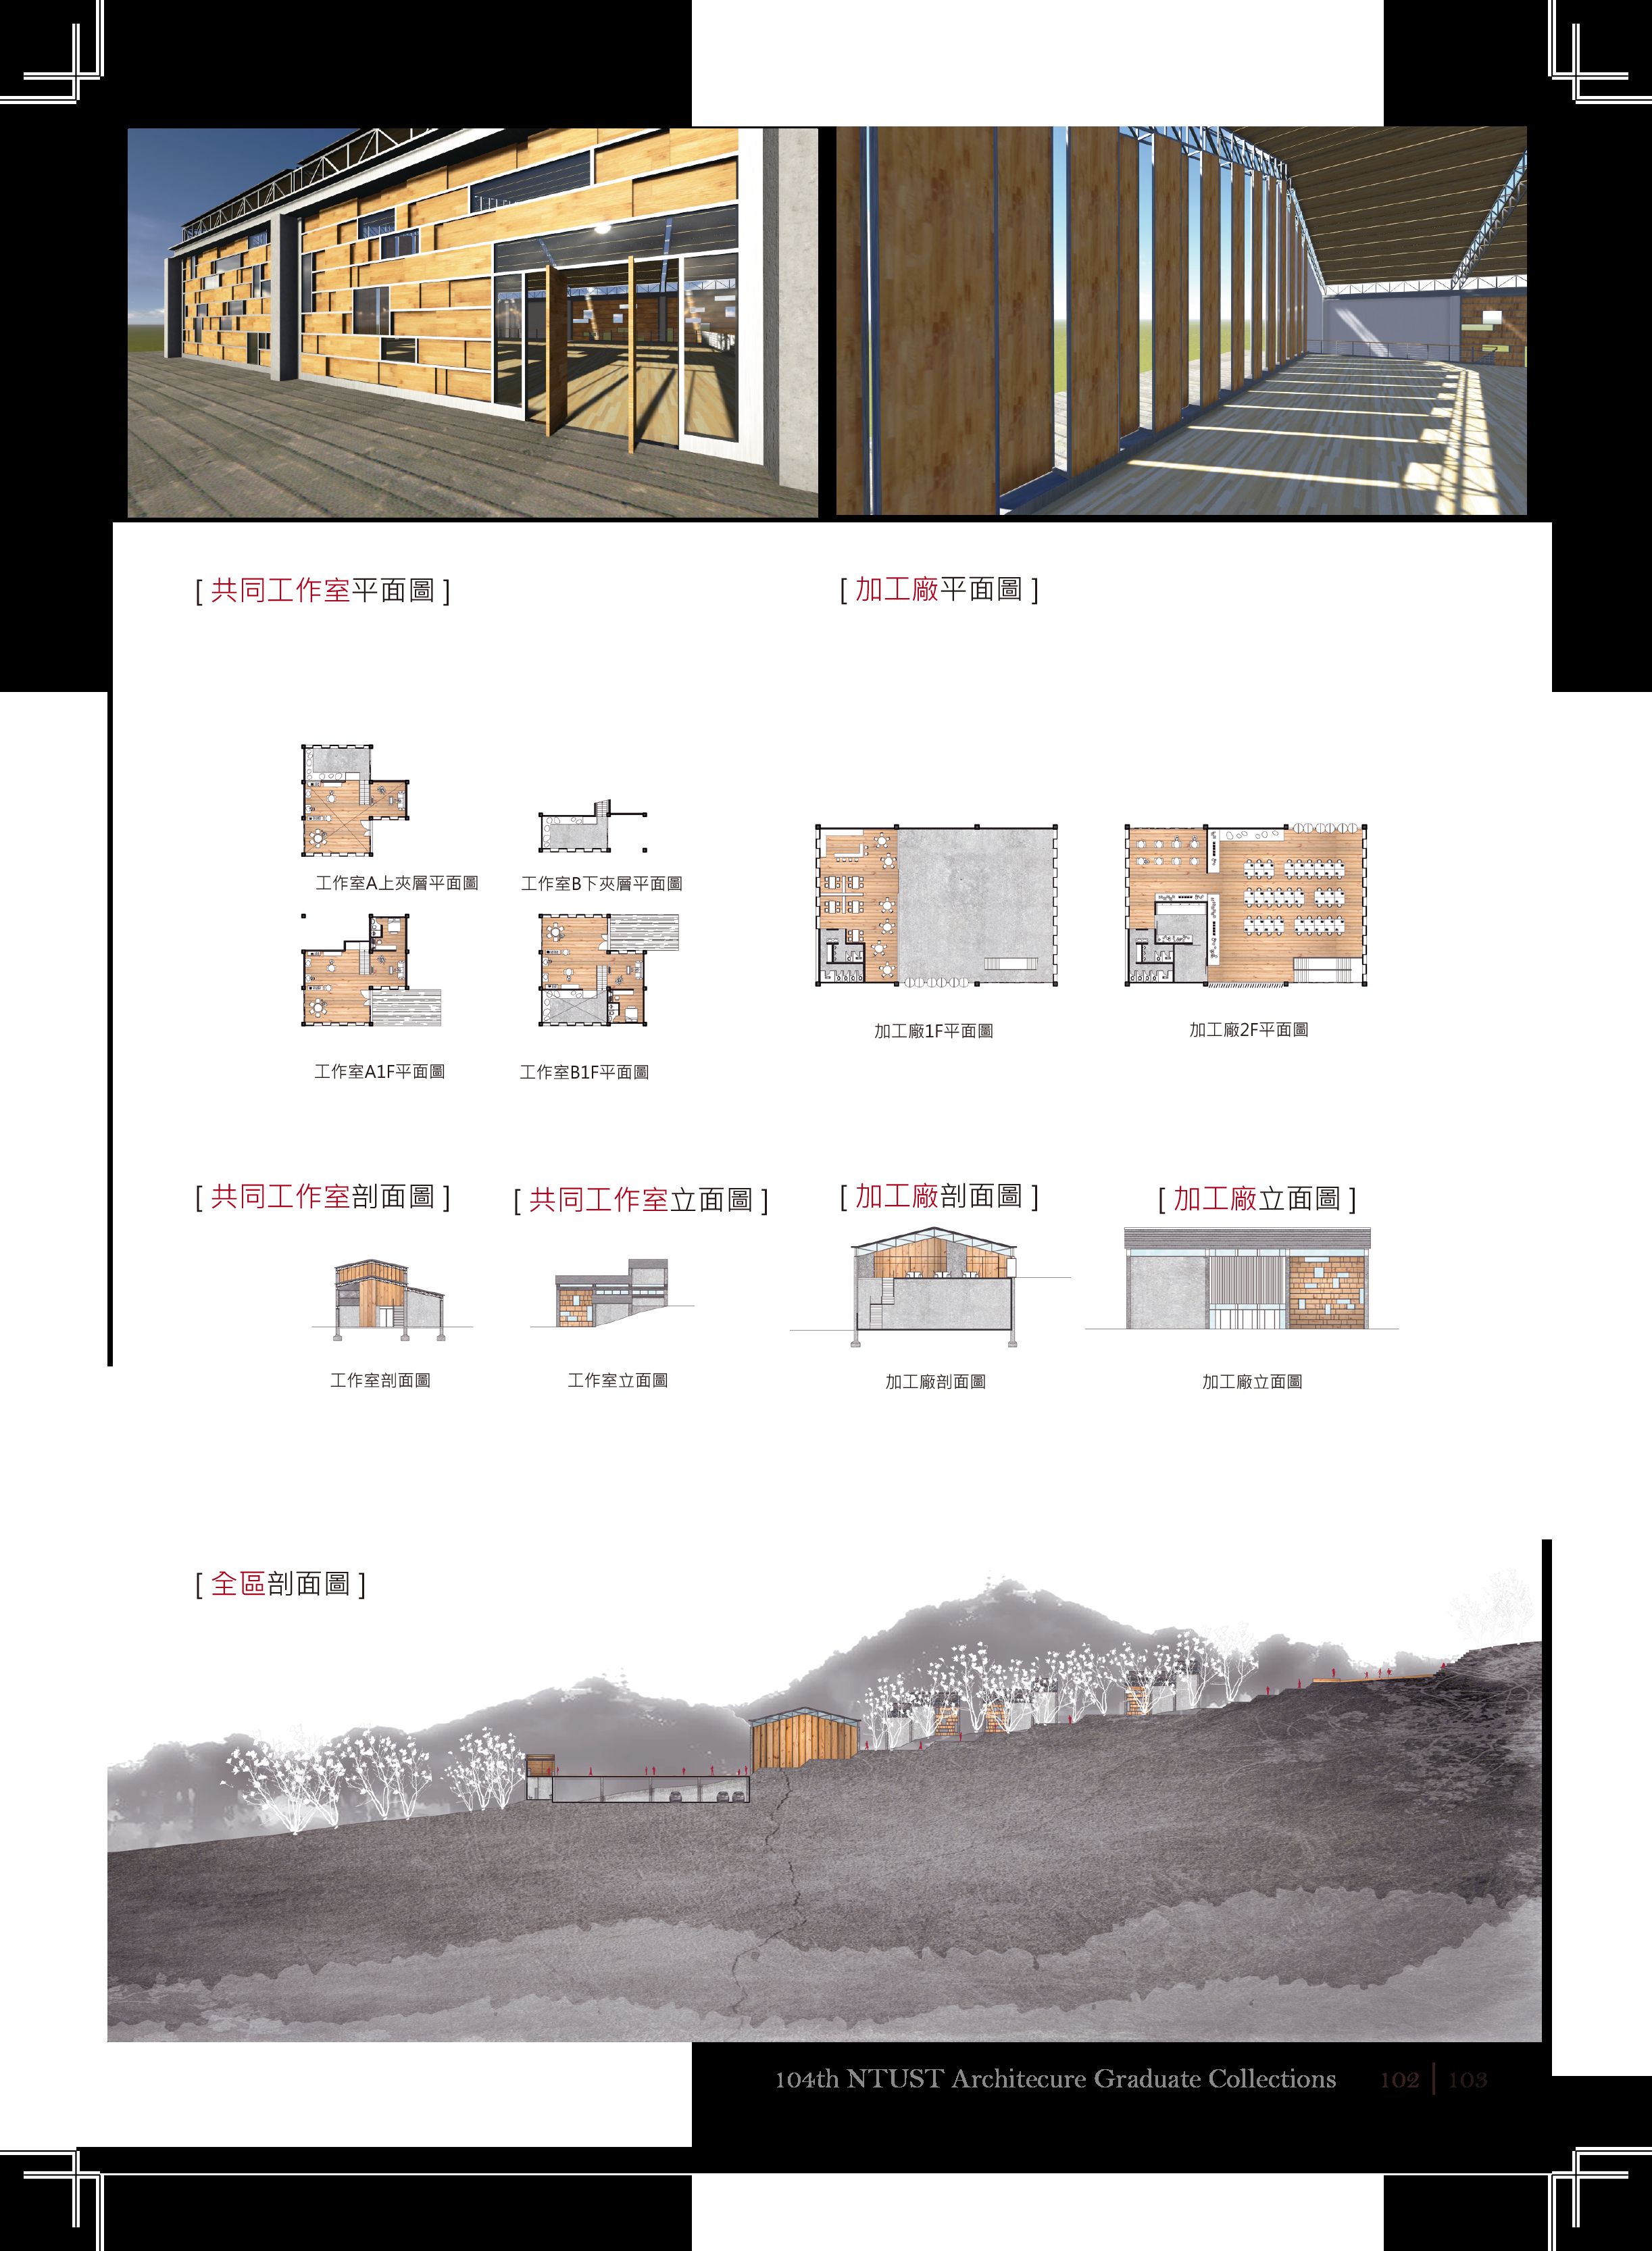 [ 共同工作室平面圖 ]
[ 加工廠平面圖 ]
工作室A上夾層平面圖
工作室B下夾層平面圖
工作室A1F平面圖
工作室B1F平面圖
加工廠1F平面圖
加工廠2F平面圖
[ 共同工作室剖面圖 ]
[ 共同工作室立面圖 ]
[ 加工廠剖面圖 ]
[ 加工廠立面圖 ]
工作室剖面圖
工作室立面圖
加工廠剖面圖
加工廠立面圖
[ 全區剖面圖 ]
104th NTUST Architecure Graduate Collections 102 | 103